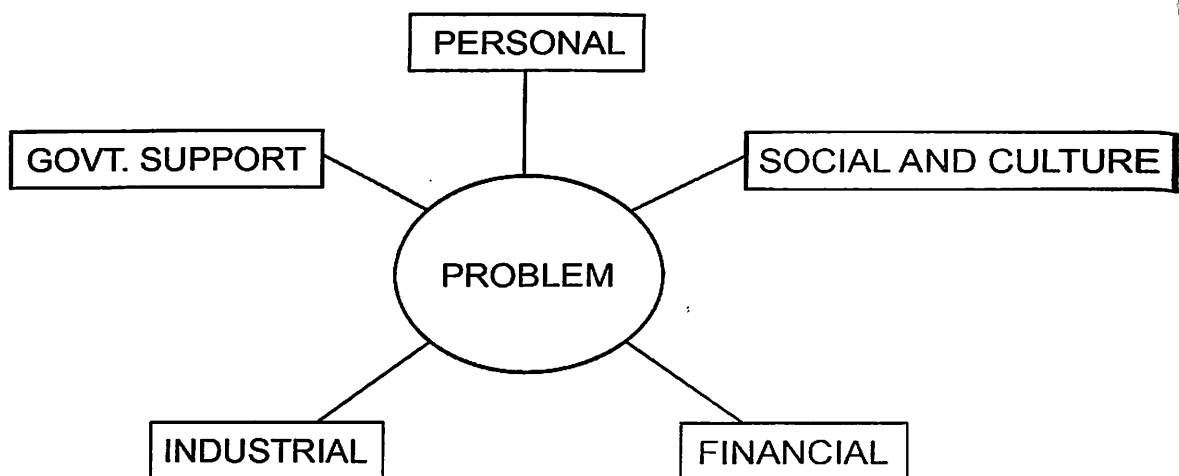 PERSONAL
GOVT. SUPPORT
SOCIAL AND CULTURE
PROBLEM
INDUSTRIAL
FINANCIAL